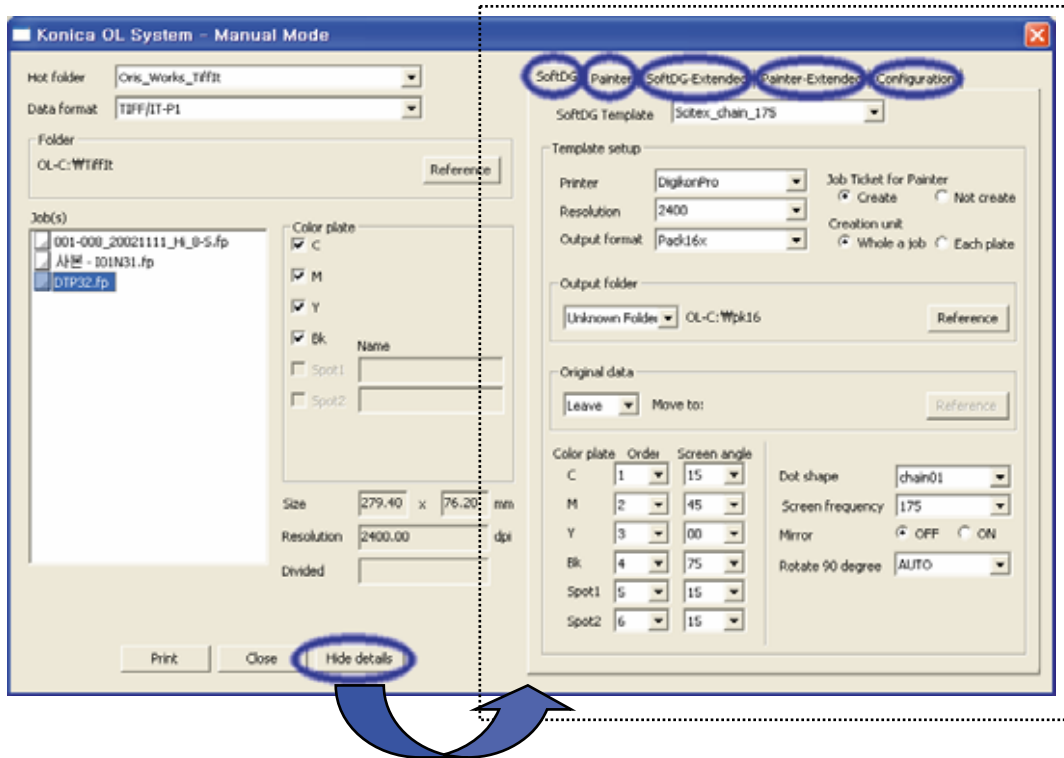 Konica OL System - Manual Mode
Hot folder Oris_Works_TiffIt
Data format TIFF/IT-P1
Folder
OL-C:₩TiffIt
Reference
Job(s)
001-008_20021111_Hi_8-S.fp
사본 - I01N31.fp
DTP32.fp
Color plate
C
M
Y
Bk
Name
Spot1
Spot2
Size 279.40 x 76.20 mm
Resolution 2400.00 dpi
Divided
Print Close Hide details
SoftDG Painter SoftDG-Extended Painter-Extended Configuration
SoftDG Template Scitex_chain_175
Template setup
Printer DigikonPro
Resolution 2400
Output format Pack16x
Job Ticket for Painter
Create Not create
Creation unit
Whole a job Each plate
Output folder
Unknown Folder OL-C:₩pk16 Reference
Original data
Leave Move to: Reference
Color plate Order Screen angle
C 1 15
M 2 45
Y 3 00
Bk 4 75
Spot1 5 15
Spot2 6 15
Dot shape chain01
Screen frequency 175
Mirror OFF ON
Rotate 90 degree AUTO